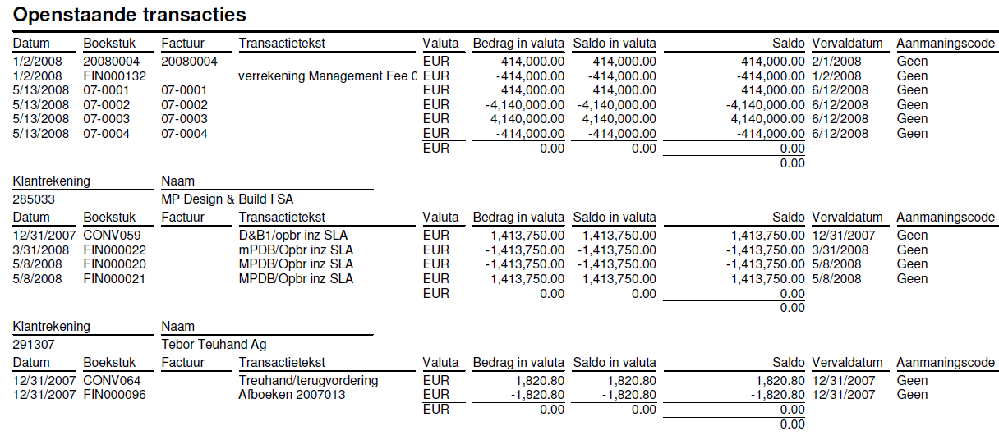 Openstaande transacties
Datum Boekstuk Factuur Transactietekst Valuta Bedrag in valuta Saldo in valuta Saldo Vervaldatum Aanmaningscode
1/2/2008 20080004 20080004 EUR 414,000.00 414,000.00 414,000.00 2/1/2008 Geen
1/2/2008 FIN000132 verrekening Management Fee EUR -414,000.00 -414,000.00 -414,000.00 1/2/2008 Geen
5/13/2008 07-0001 07-0001 EUR 414,000.00 414,000.00 414,000.00 6/12/2008 Geen
5/13/2008 07-0002 07-0002 EUR -4,140,000.00 -4,140,000.00 -4,140,000.00 6/12/2008 Geen
5/13/2008 07-0003 07-0003 EUR 4,140,000.00 4,140,000.00 4,140,000.00 6/12/2008 Geen
5/13/2008 07-0004 07-0004 EUR -414,000.00 -414,000.00 -414,000.00 6/12/2008 Geen
EUR 0.00 0.00 0.00
0.00
Klantrekening Naam
285033 MP Design & Build I SA
Datum Boekstuk Factuur Transactietekst Valuta Bedrag in valuta Saldo in valuta Saldo Vervaldatum Aanmaningscode
12/31/2007 CONV059 D&B1/opbr inz SLA EUR 1,413,750.00 1,413,750.00 1,413,750.00 12/31/2007 Geen
3/31/2008 FIN000022 mPDB/Opbr inz SLA EUR -1,413,750.00 -1,413,750.00 -1,413,750.00 3/31/2008 Geen
5/8/2008 FIN000020 MPDB/Opbr inz SLA EUR -1,413,750.00 -1,413,750.00 -1,413,750.00 5/8/2008 Geen
5/8/2008 FIN000021 MPDB/Opbr inz SLA EUR 1,413,750.00 1,413,750.00 1,413,750.00 5/8/2008 Geen
EUR 0.00 0.00 0.00
0.00
Klantrekening Naam
291307 Tebor Teuhand Ag
Datum Boekstuk Factuur Transactietekst Valuta Bedrag in valuta Saldo in valuta Saldo Vervaldatum Aanmaningscode
12/31/2007 CONV064 Treuhand/terugvordering EUR 1,820.80 1,820.80 1,820.80 12/31/2007 Geen
12/31/2007 FIN000096 Afboeken 2007013 EUR -1,820.80 -1,820.80 -1,820.80 12/31/2007 Geen
EUR 0.00 0.00 0.00
0.00